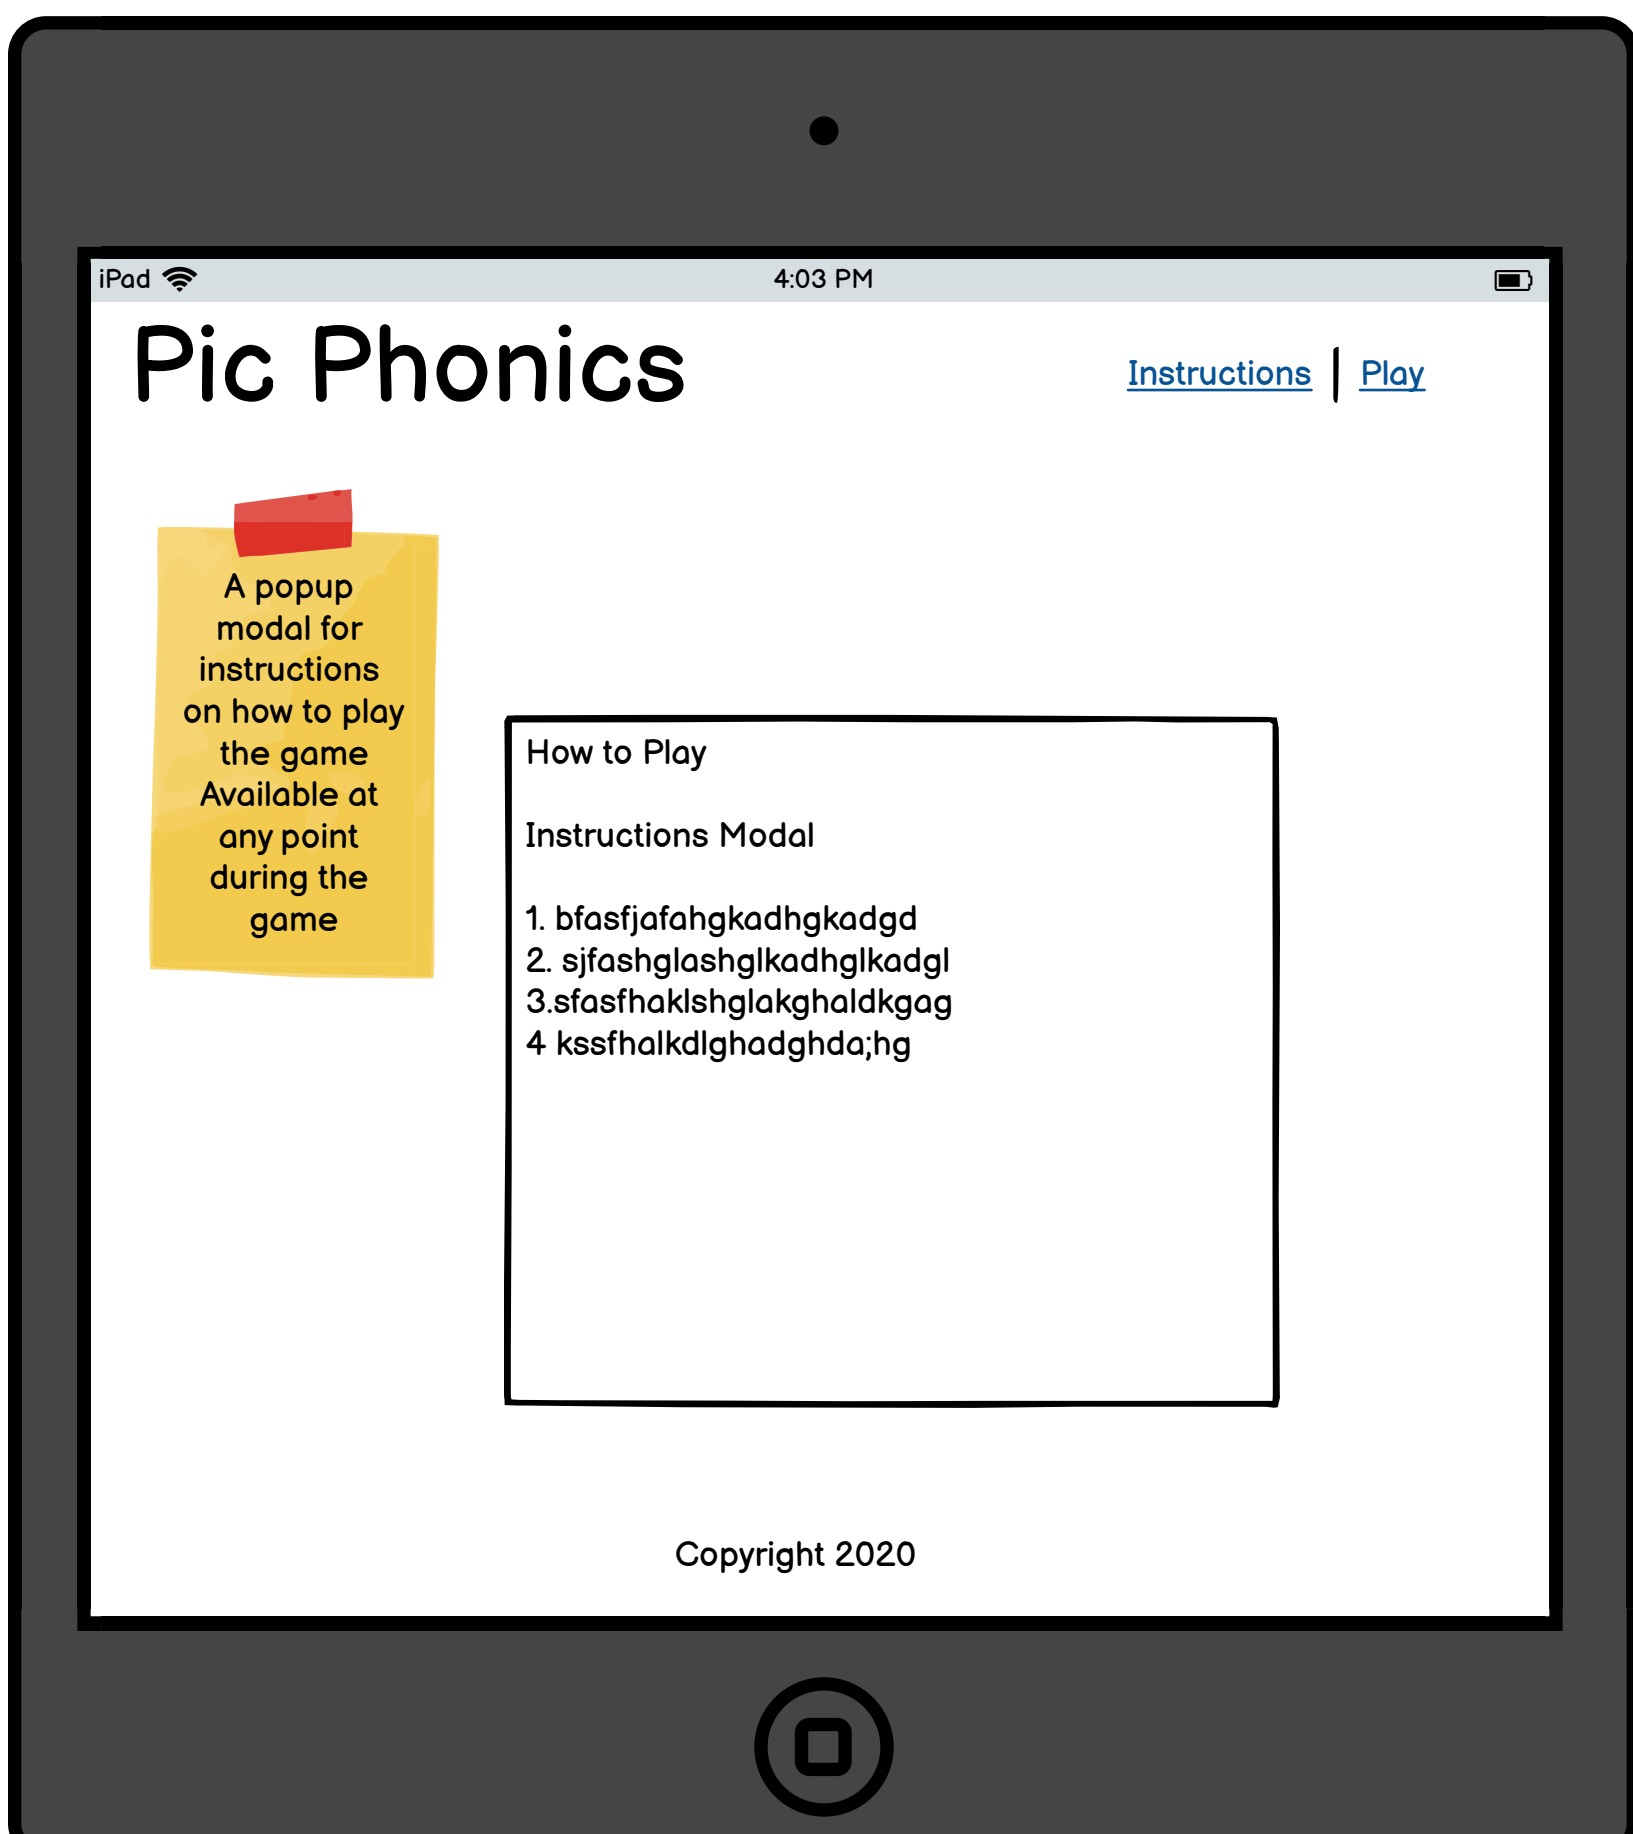 iPad 4:03 PM
Pic Phonics
Instructions | Play
A popup
modal for
instructions
on how to play
the game
Available at
any point
during the
game
How to Play
Instructions Modal
1. bfasfjafahgkadhgkadgd
2. sjfashglashglkadhglkadgl
3.sfasfhaklshglakghaldkgag
4 kssfhalkdlghadghda;hg
Copyright 2020